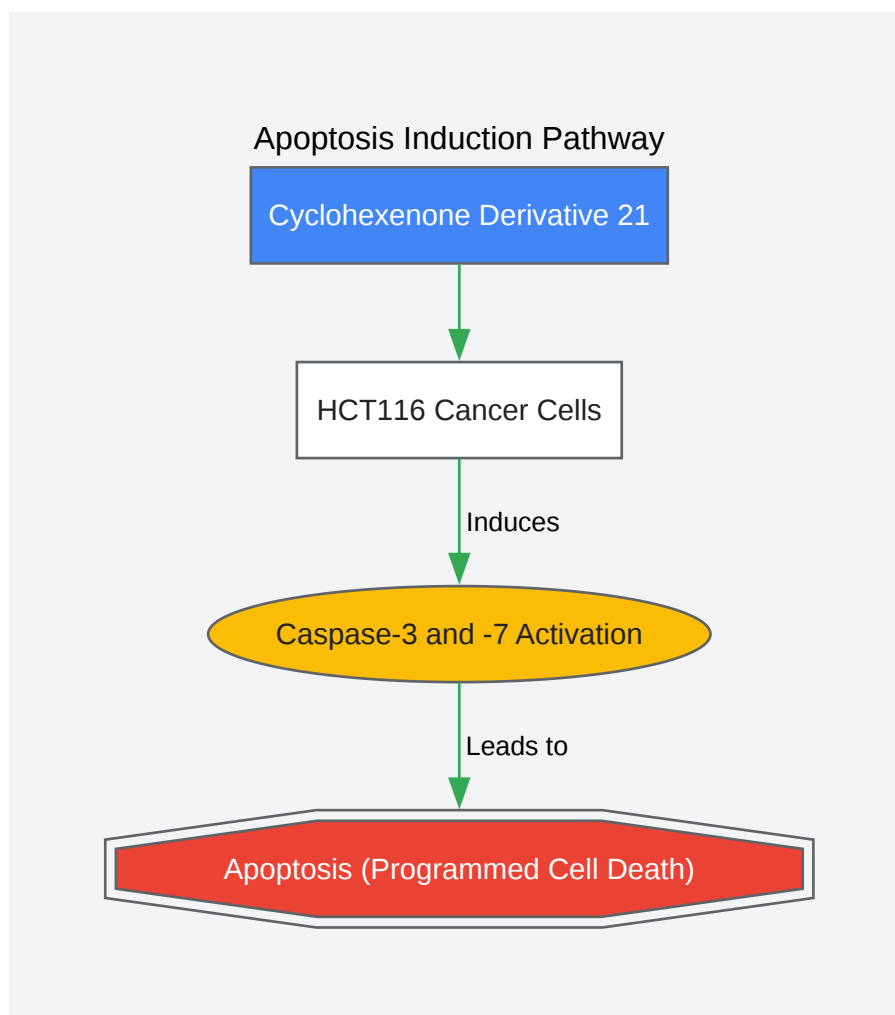 Apoptosis Induction Pathway
Cyclohexenone Derivative 21
HCT116 Cancer Cells
Induces
Caspase-3 and -7 Activation
Leads to
Apoptosis (Programmed Cell Death)